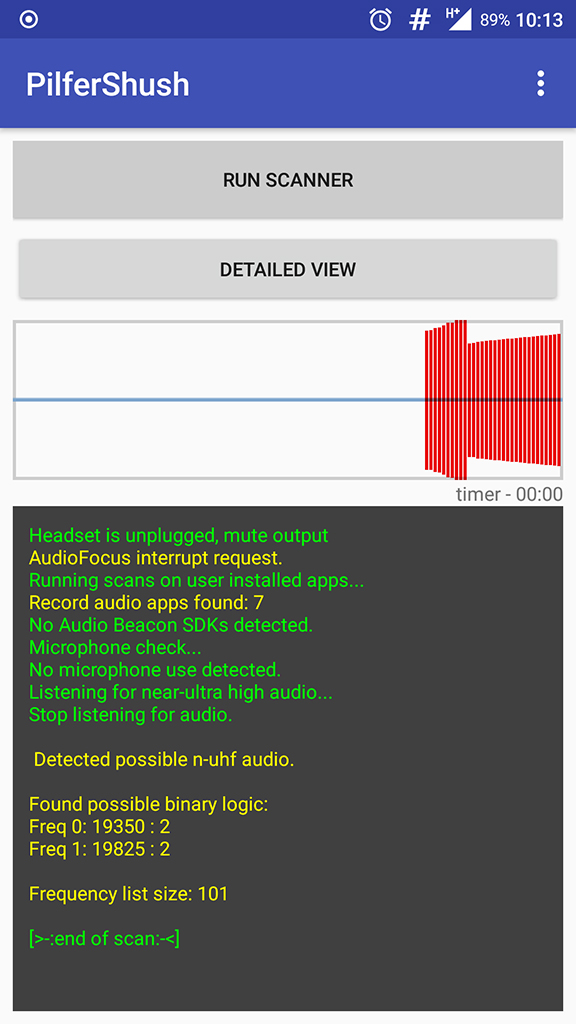 H+ 89% 10:13
PilferShush
RUN SCANNER
DETAILED VIEW
timer - 00:00
Headset is unplugged, mute output
AudioFocus interrupt request.
Running scans on user installed apps...
Record audio apps found: 7
No Audio Beacon SDKs detected.
Microphone check...
No microphone use detected.
Listening for near-ultra high audio...
Stop listening for audio.
Detected possible n-uhf audio.
Found possible binary logic:
Freq 0: 19350 : 2
Freq 1: 19825 : 2
Frequency list size: 101
[>-:end of scan:-<]